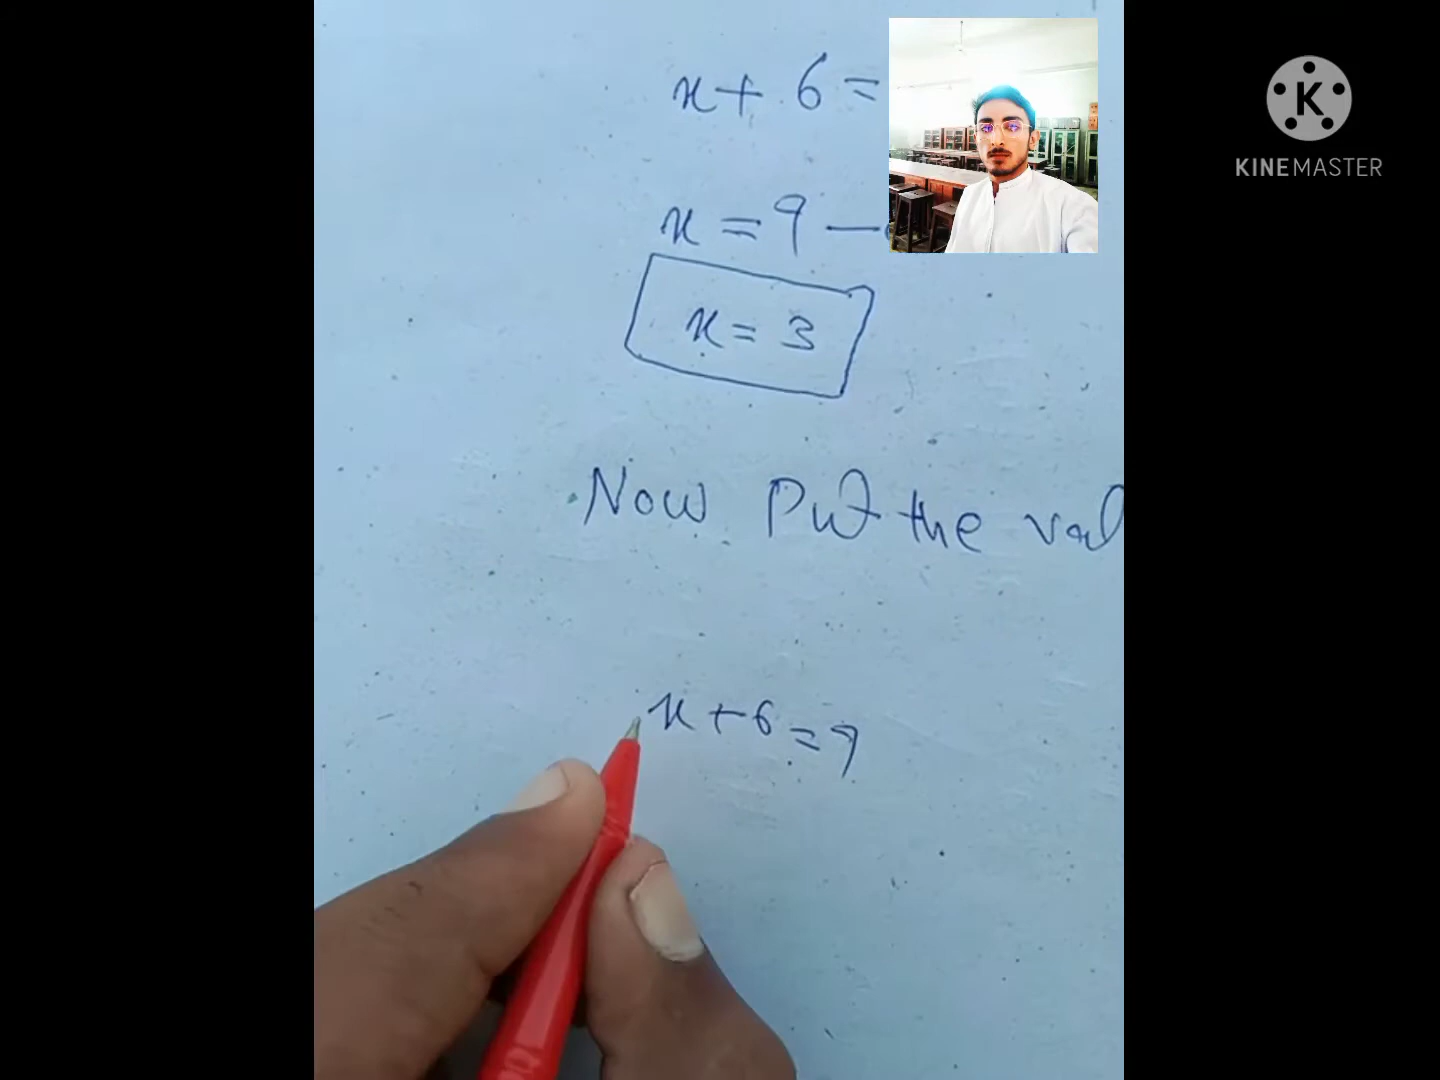 x + 6 =
x = 9 —
x = 3
Now Put the val
x + 6 = 9
KINEMASTER